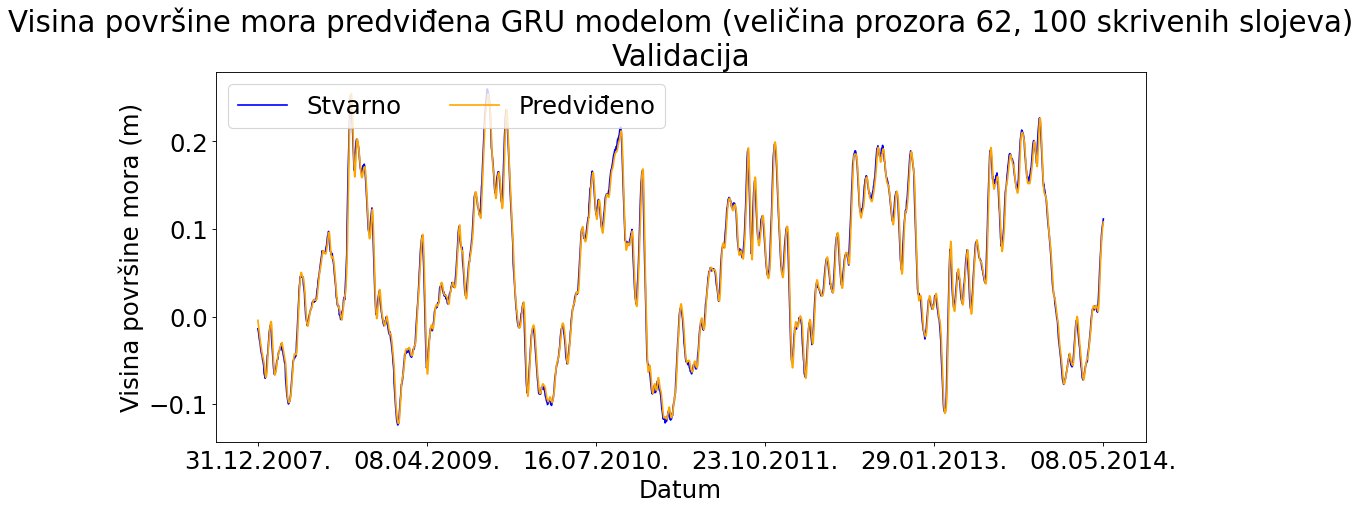 Visina površine mora predviđena GRU modelom (veličina prozora 62, 100 skrivenih slojeva)
Validacija
Stvarno Predviđeno
Visina površine mora (m)
0.2
0.1
0.0
−0.1
31.12.2007. 08.04.2009. 16.07.2010. 23.10.2011. 29.01.2013. 08.05.2014.
Datum